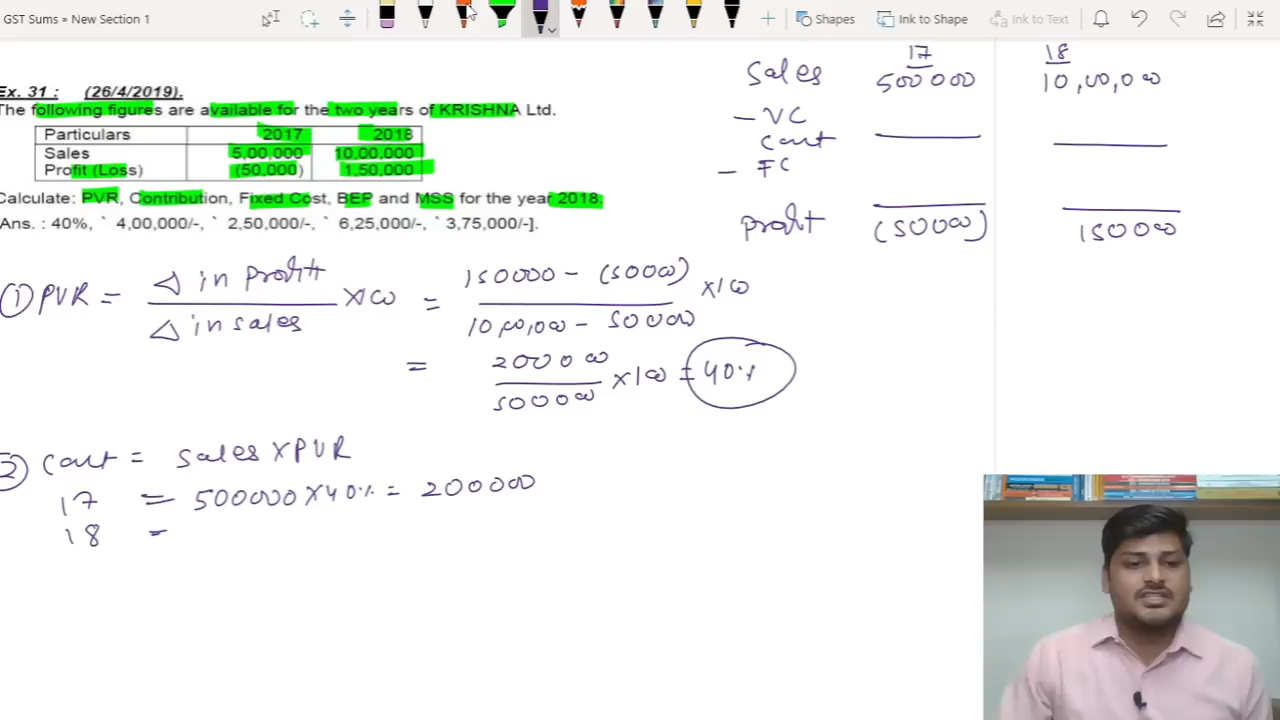 GST Sums » New Section 1
Shapes
Ink to Shape
Ink to Text
Ex. 31 : (26/4/2019).
The following figures are available for the two years of KRISHNA Ltd.
Particulars 2017 2018
Sales 5,00,000 10,00,000
Profit (Loss) (50,000) 1,50,000
Calculate: PVR, Contribution, Fixed Cost, BEP and MSS for the year 2018.
Ans. : 40%, ` 4,00,000/-, ` 2,50,000/-, ` 6,25,000/-, ` 3,75,000/-].
17 18
Sales 500000 10,00,000
- VC
Cont
- FC
Profit (50000) 150000
① PVR = Δ in Profit / Δ in sales ×100 = 150000 - (50000) / 10,00,000 - 500000 ×100
= 200000 / 500000 ×100 = 40%
② Cont = Sales × PVR
17 = 500000 × 40% = 200000
18 =